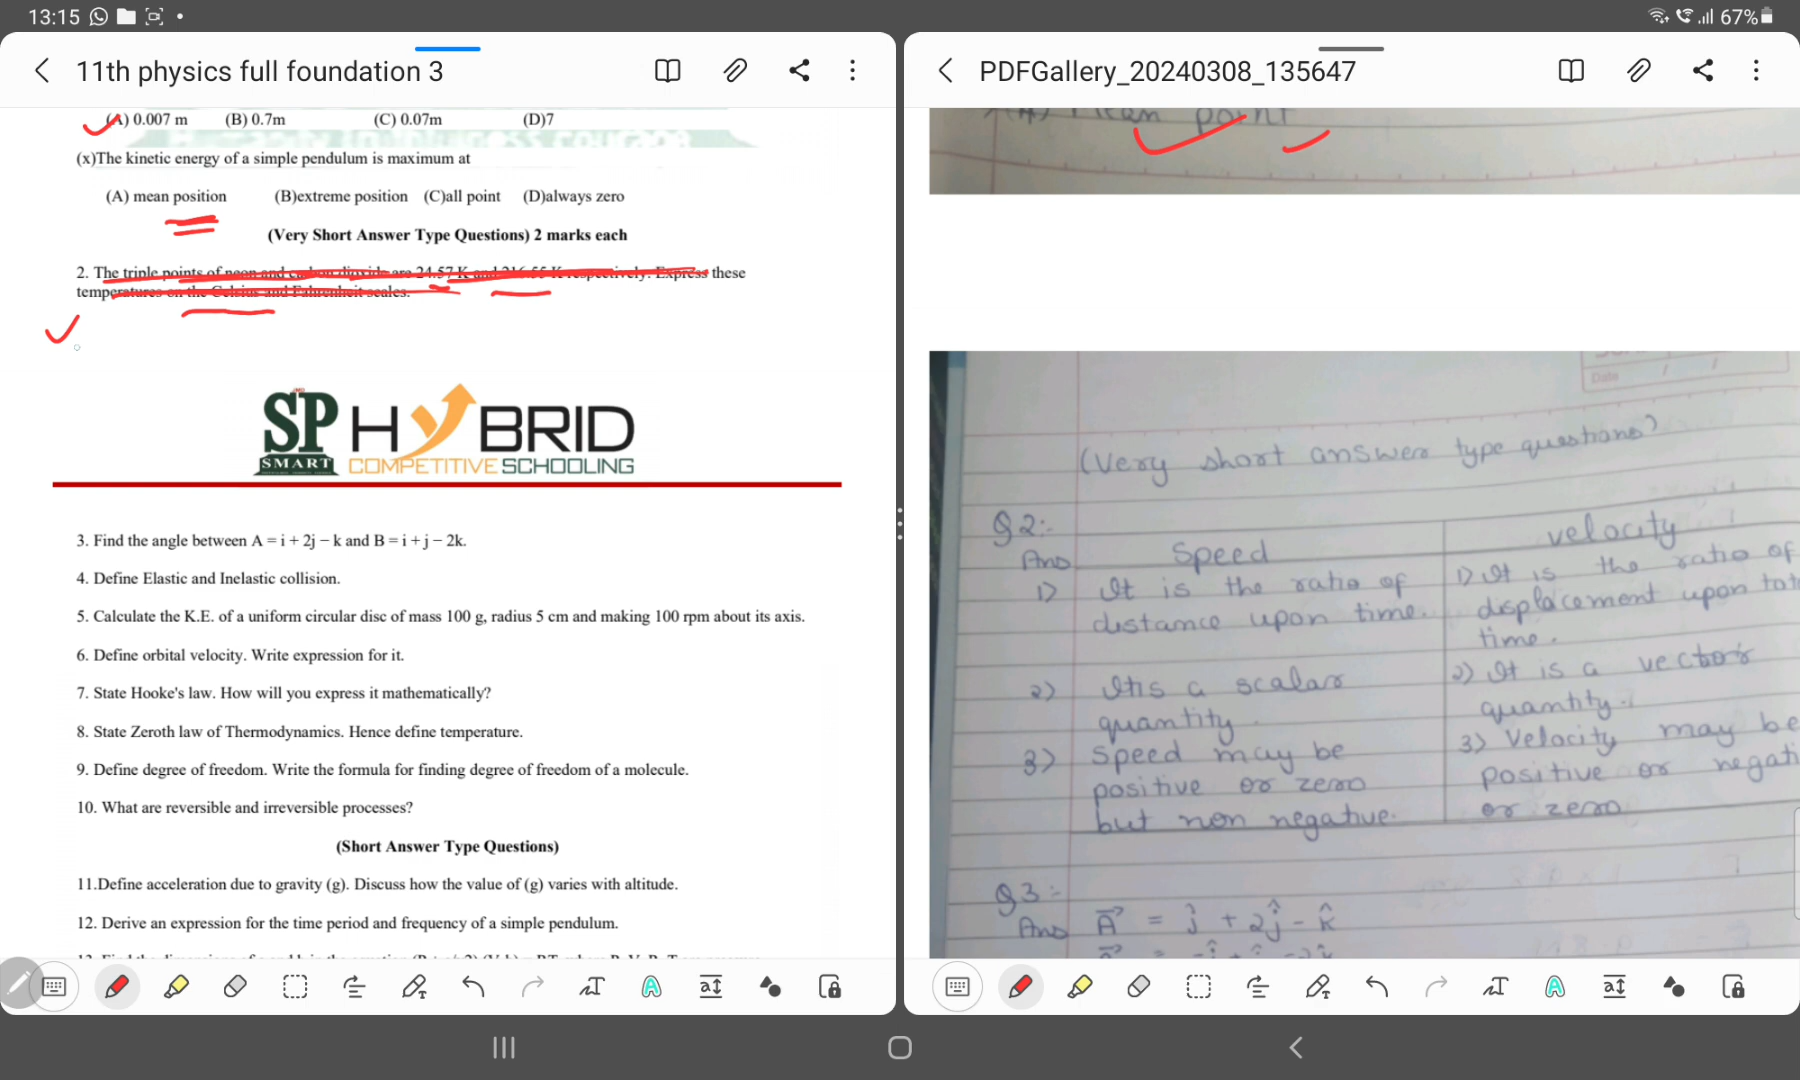 13:15
67%
11th physics full foundation 3
(A) 0.007 m (B) 0.7m (C) 0.07m (D)7
(x)The kinetic energy of a simple pendulum is maximum at
(A) mean position (B)extreme position (C)all point (D)always zero
(Very Short Answer Type Questions) 2 marks each
2. The triple points of neon and carbon dioxide are 24.57 K and 216.55 K respectively. Express these
temperatures on the Celsius and Fahrenheit scales.
SP HYBRID
SMART COMPETITIVE SCHOOLING
3. Find the angle between A = i + 2j – k and B = i + j – 2k.
4. Define Elastic and Inelastic collision.
5. Calculate the K.E. of a uniform circular disc of mass 100 g, radius 5 cm and making 100 rpm about its axis.
6. Define orbital velocity. Write expression for it.
7. State Hooke's law. How will you express it mathematically?
8. State Zeroth law of Thermodynamics. Hence define temperature.
9. Define degree of freedom. Write the formula for finding degree of freedom of a molecule.
10. What are reversible and irreversible processes?
(Short Answer Type Questions)
11.Define acceleration due to gravity (g). Discuss how the value of (g) varies with altitude.
12. Derive an expression for the time period and frequency of a simple pendulum.
PDFGallery_20240308_135647
Mean point
Date / /
(Very short answer type questions)
Q2:-
Ans Speed velocity
1) It is the ratio of 1) It is the ratio of
distance upon time. displacement upon
time.
2) It is a scalar 2) It is a vector
quantity. quantity.
3) speed may be 3) Velocity may be
positive or zero positive or
but non negative. or zero
Q3:-
Ans A = j + 2j - k